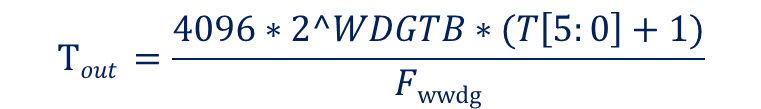 T_out = (4096 * 2^WDGTB * (T[5:0] + 1)) / F_wwdg